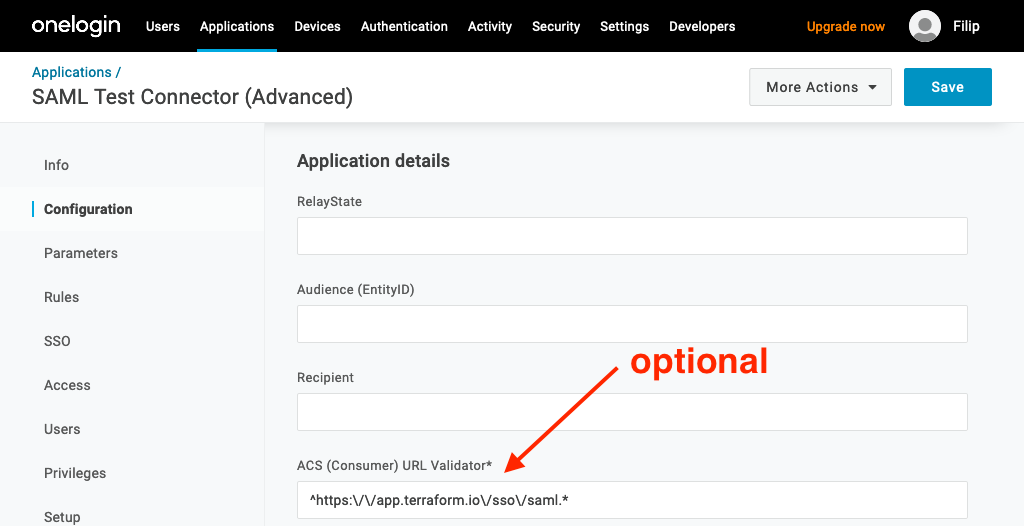 onelogin Users Applications Devices Authentication Activity Security Settings Developers Upgrade now Filip
Applications /
SAML Test Connector (Advanced)
More Actions
Save
Info
Configuration
Parameters
Rules
SSO
Access
Users
Privileges
Setup
Application details
RelayState
Audience (EntityID)
optional
Recipient
ACS (Consumer) URL Validator*
^https:\/\/app.terraform.io\/sso\/saml.*